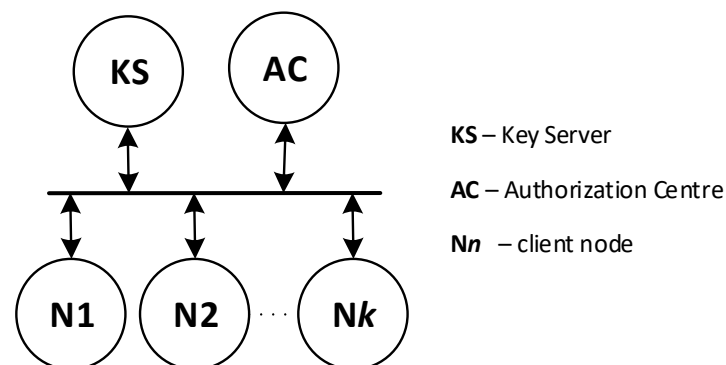 KS
AC
KS – Key Server
AC – Authorization Centre
Nn – client node
N1
N2
· · ·
Nk